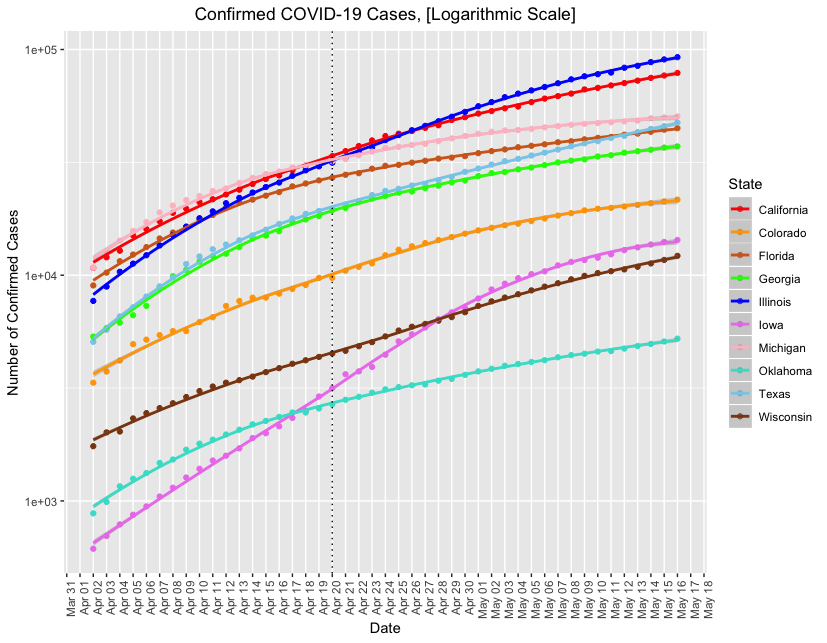 Confirmed COVID-19 Cases, [Logarithmic Scale]
Number of Confirmed Cases
1e+05
1e+04
1e+03
Mar 31
Apr 01
Apr 02
Apr 03
Apr 04
Apr 05
Apr 06
Apr 07
Apr 08
Apr 09
Apr 10
Apr 11
Apr 12
Apr 13
Apr 14
Apr 15
Apr 16
Apr 17
Apr 18
Apr 19
Apr 20
Apr 21
Apr 22
Apr 23
Apr 24
Apr 25
Apr 26
Apr 27
Apr 28
Apr 29
Apr 30
May 01
May 02
May 03
May 04
May 05
May 06
May 07
May 08
May 09
May 10
May 11
May 12
May 13
May 14
May 15
May 16
May 17
May 18
Date
State
California
Colorado
Florida
Georgia
Illinois
Iowa
Michigan
Oklahoma
Texas
Wisconsin